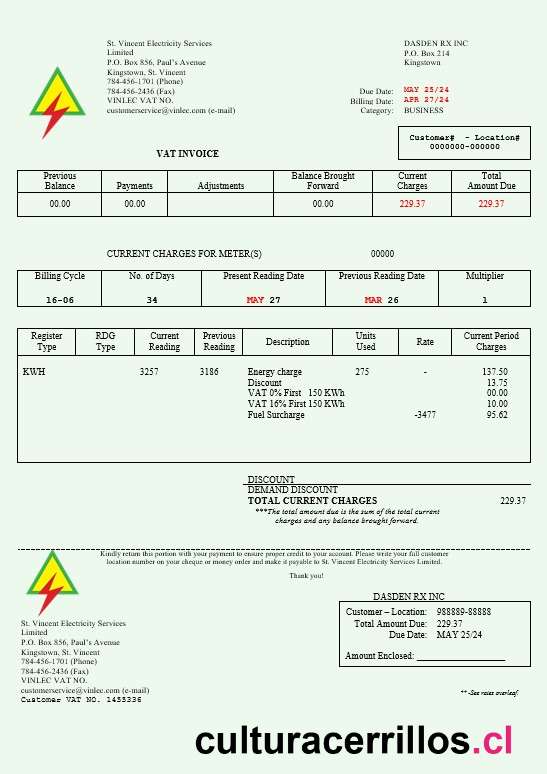 St. Vincent Electricity Services
Limited
P.O. Box 856, Paul's Avenue
Kingstown, St. Vincent
784-456-1701 (Phone)
784-456-2436 (Fax)
VINLEC VAT NO.
customerservice@vinlec.com (e-mail)
DASDEN RX INC
P.O. Box 214
Kingstown
Due Date: MAY 25/24
Billing Date: APR 27/24
Category: BUSINESS
Customer# - Location#
0000000-000000
VAT INVOICE
Previous Balance Payments Adjustments Balance Brought Forward Current Charges Total Amount Due
00.00 00.00 00.00 229.37 229.37
CURRENT CHARGES FOR METER(S) 00000
Billing Cycle No. of Days Present Reading Date Previous Reading Date Multiplier
16-06 34 MAY 27 MAR 26 1
Register Type RDG Type Current Reading Previous Reading Description Units Used Rate Current Period Charges
KWH 3257 3186 Energy charge 275 - 137.50
Discount 13.75
VAT 0% First 150 KWh 00.00
VAT 16% First 150 KWh 10.00
Fuel Surcharge -3477 95.62
DISCOUNT
DEMAND DISCOUNT
TOTAL CURRENT CHARGES 229.37
***The total amount due is the sum of the total current
charges and any balance brought forward.
Kindly return this portion with your payment to ensure proper credit to your account. Please write your full customer
location number on your cheque or money order and make it payable to St. Vincent Electricity Services Limited.
Thank you!
St. Vincent Electricity Services
Limited
P.O. Box 856, Paul's Avenue
Kingstown, St. Vincent
784-456-1701 (Phone)
784-456-2436 (Fax)
VINLEC VAT NO.
customerservice@vinlec.com (e-mail)
Customer VAT NO. 1455336
DASDEN RX INC
Customer – Location: 988889-88888
Total Amount Due: 229.37
Due Date: MAY 25/24
Amount Enclosed: ____________________
** -See rates overleaf.
culturacerrillos.cl